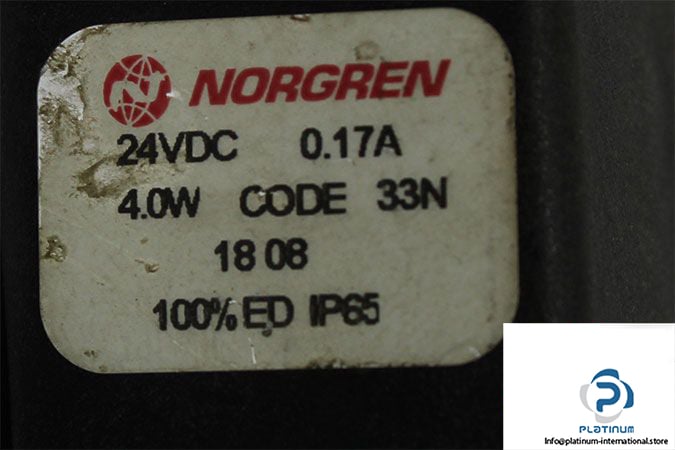 NORGREN
24VDC 0.17A
4.0W CODE 33N
18 08
100% ED IP65
PLATINUM
Info@platinum-international.store